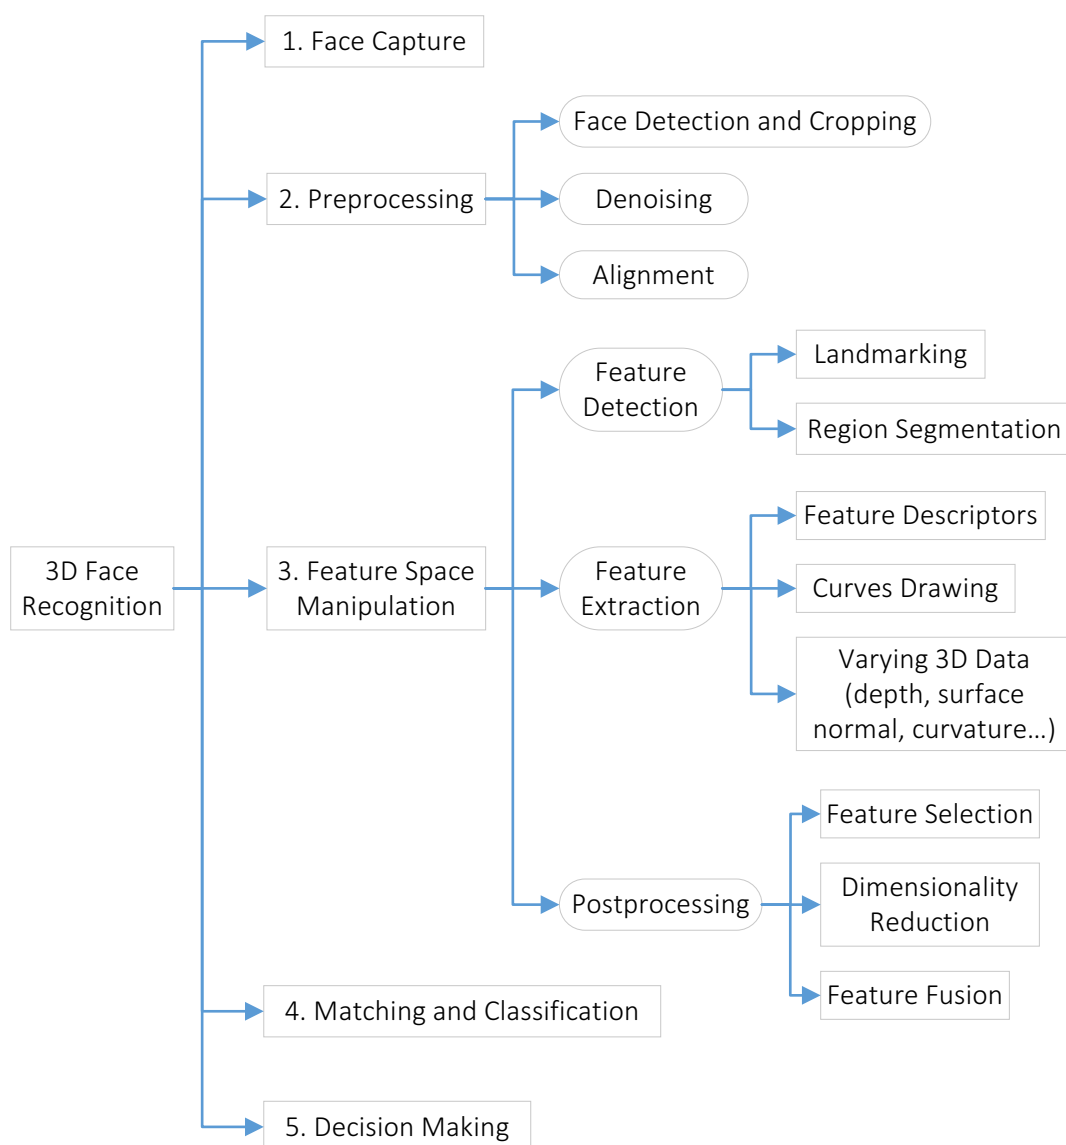 1. Face Capture
Face Detection and Cropping
2. Preprocessing
Denoising
Alignment
Landmarking
Feature
Detection
Region Segmentation
Feature Descriptors
3D Face
Recognition
3. Feature Space
Manipulation
Feature
Extraction
Curves Drawing
Varying 3D Data
(depth, surface
normal, curvature…)
Feature Selection
Postprocessing
Dimensionality
Reduction
Feature Fusion
4. Matching and Classification
5. Decision Making